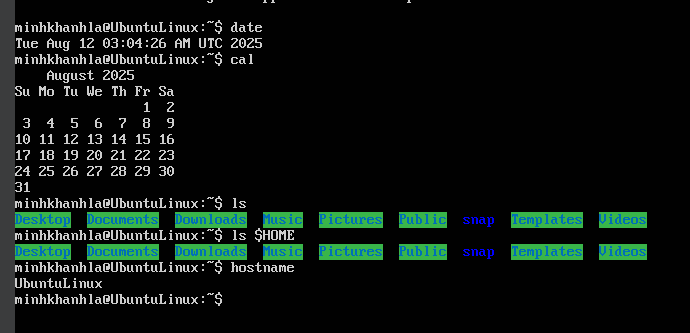 minhkhanhla@UbuntuLinux:~$ date
Tue Aug 12 03:04:26 AM UTC 2025
minhkhanhla@UbuntuLinux:~$ cal
    August 2025
Su Mo Tu We Th Fr Sa
                1  2
 3  4  5  6  7  8  9
10 11 12 13 14 15 16
17 18 19 20 21 22 23
24 25 26 27 28 29 30
31
minhkhanhla@UbuntuLinux:~$ ls
Desktop  Documents  Downloads  Music  Pictures  Public  snap  Templates  Videos
minhkhanhla@UbuntuLinux:~$ ls $HOME
Desktop  Documents  Downloads  Music  Pictures  Public  snap  Templates  Videos
minhkhanhla@UbuntuLinux:~$ hostname
UbuntuLinux
minhkhanhla@UbuntuLinux:~$